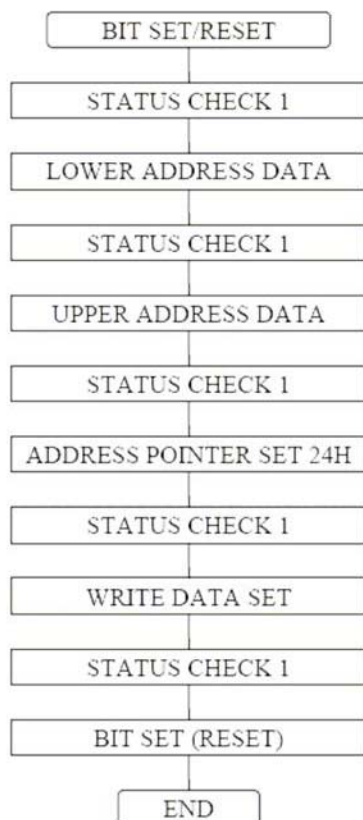 BIT SET/RESET
STATUS CHECK 1
LOWER ADDRESS DATA
STATUS CHECK 1
UPPER ADDRESS DATA
STATUS CHECK 1
ADDRESS POINTER SET 24H
STATUS CHECK 1
WRITE DATA SET
STATUS CHECK 1
BIT SET (RESET)
END